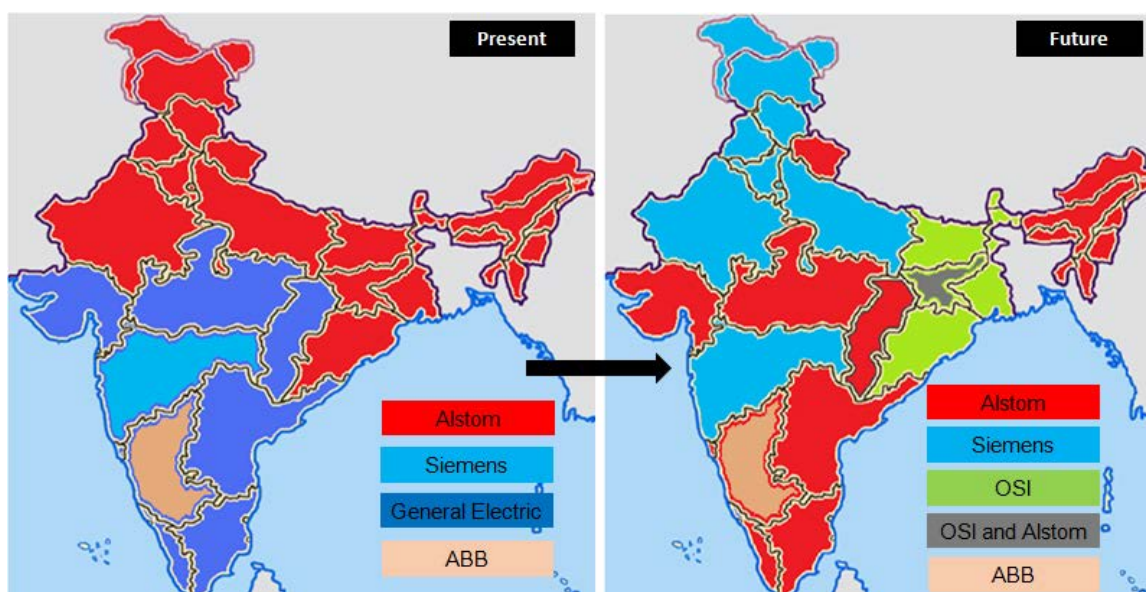 Present
Alstom
Siemens
General Electric
ABB
Future
Alstom
Siemens
OSI
OSI and Alstom
ABB